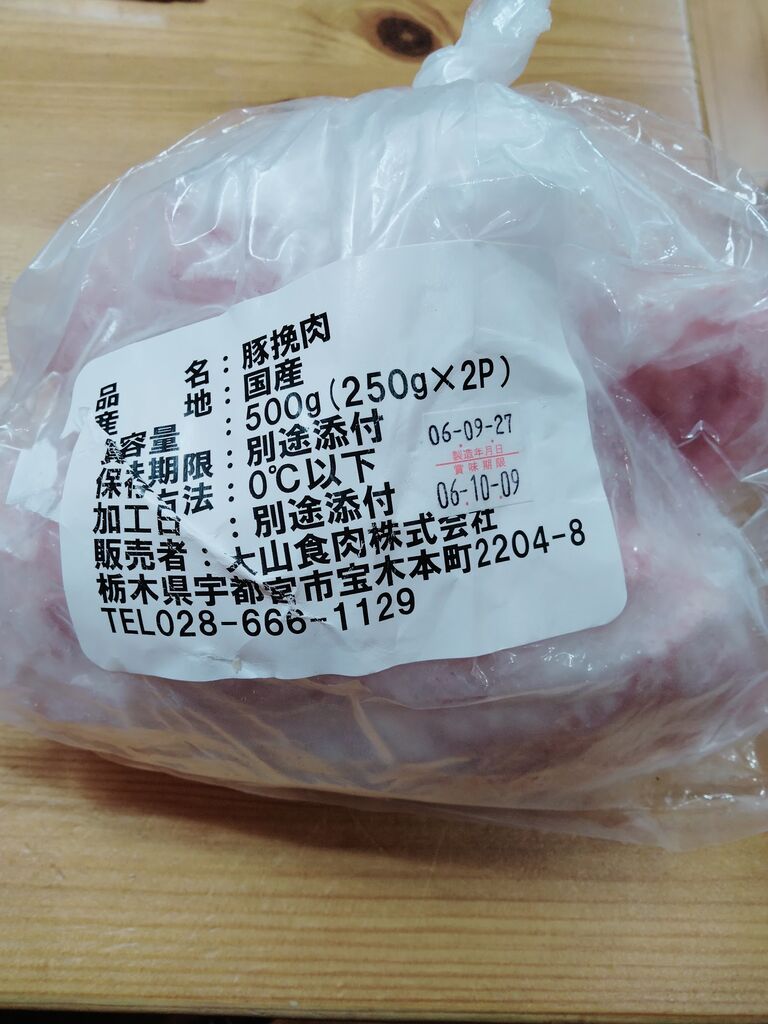 品名：豚挽肉
産地：国産
容量：500g(250g×2P)
期限：別途添付
保存方法：0℃以下
加工日：別途添付
販売者：大山食肉株式会社
栃木県宇都宮市宝木本町2204-8
TEL028-666-1129
06-09-27
製造年月日
賞味期限
06-10-09